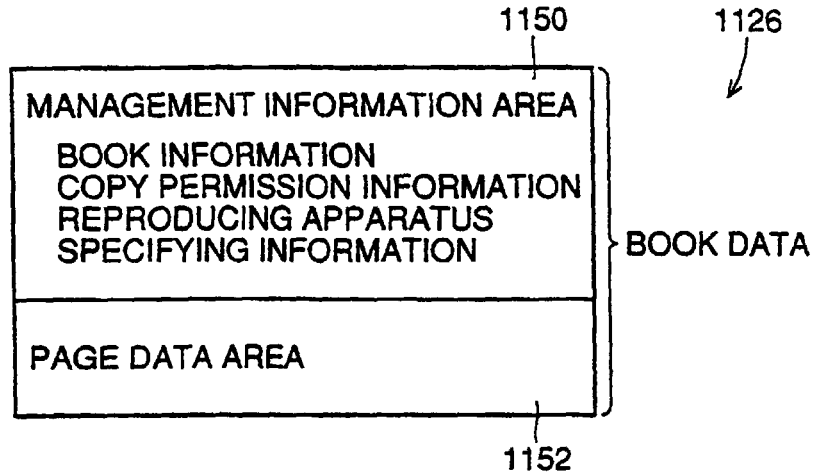 1150
1126
MANAGEMENT INFORMATION AREA
BOOK INFORMATION
COPY PERMISSION INFORMATION
REPRODUCING APPARATUS
SPECIFYING INFORMATION
BOOK DATA
PAGE DATA AREA
1152